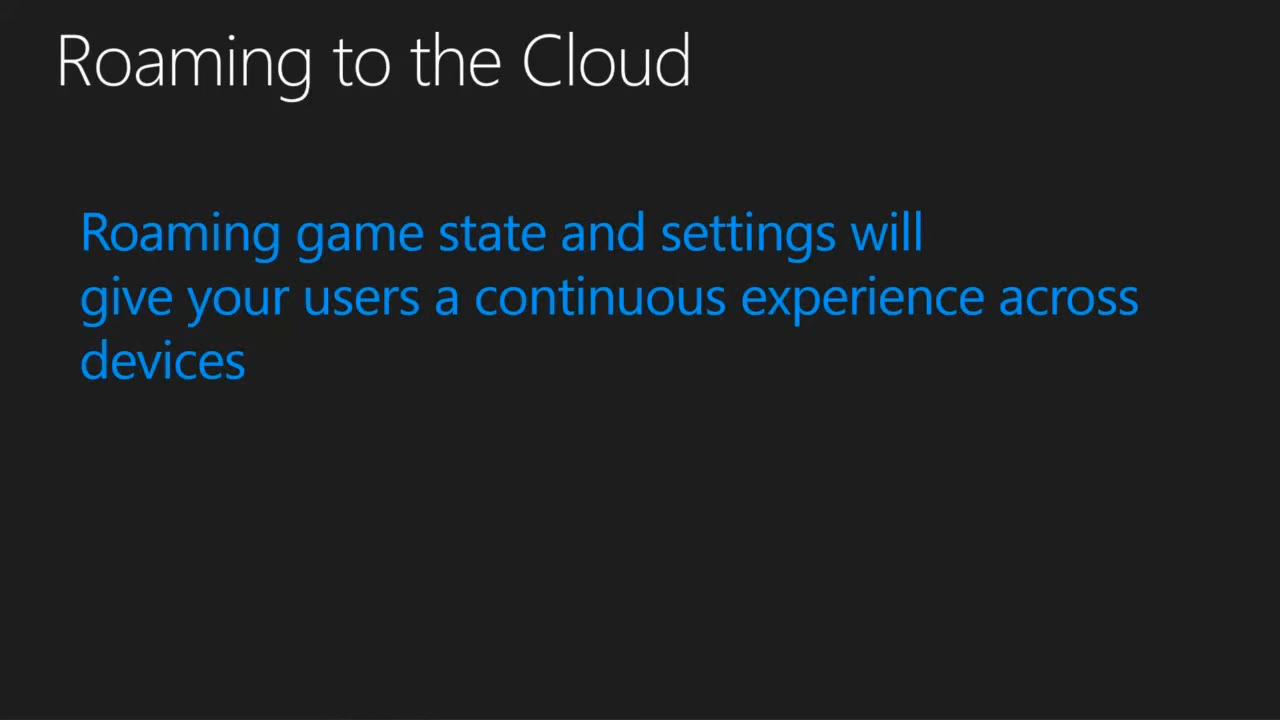 Roaming to the Cloud
Roaming game state and settings will
give your users a continuous experience across
devices